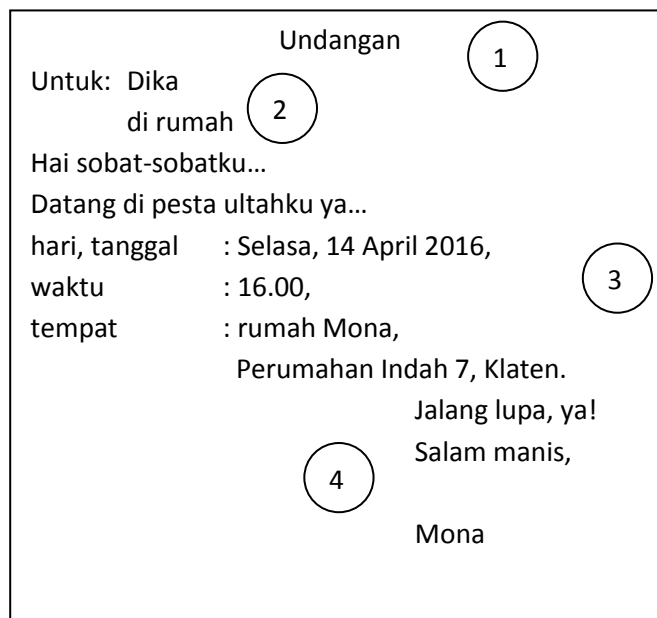 Undangan
1
Untuk: Dika
2
di rumah
Hai sobat-sobatku…
Datang di pesta ultahku ya…
hari, tanggal : Selasa, 14 April 2016,
waktu : 16.00,
3
tempat : rumah Mona,
Perumahan Indah 7, Klaten.
Jalang lupa, ya!
Salam manis,
4
Mona